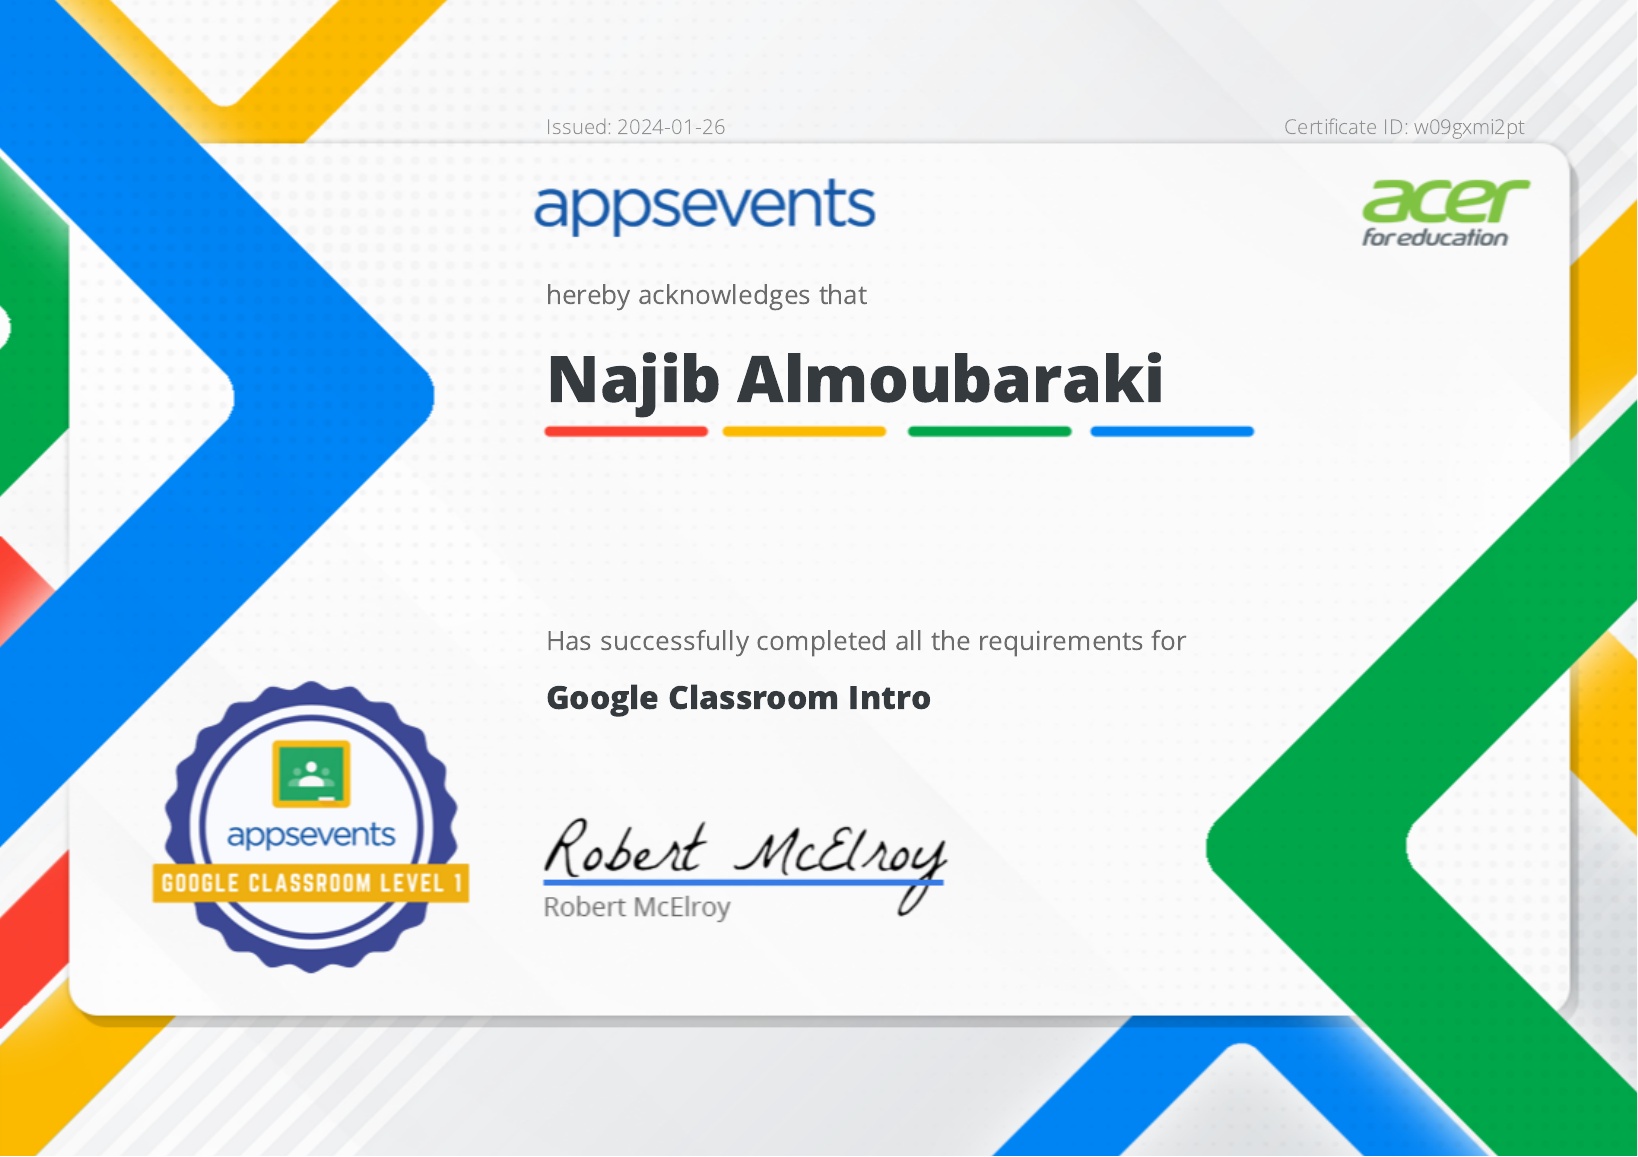 Issued: 2024-01-26
Certificate ID: w09gxmi2pt
appsevents
acer
for education
hereby acknowledges that
Najib Almoubaraki
Has successfully completed all the requirements for
Google Classroom Intro
appsevents
GOOGLE CLASSROOM LEVEL 1
Robert McElroy
Robert McElroy